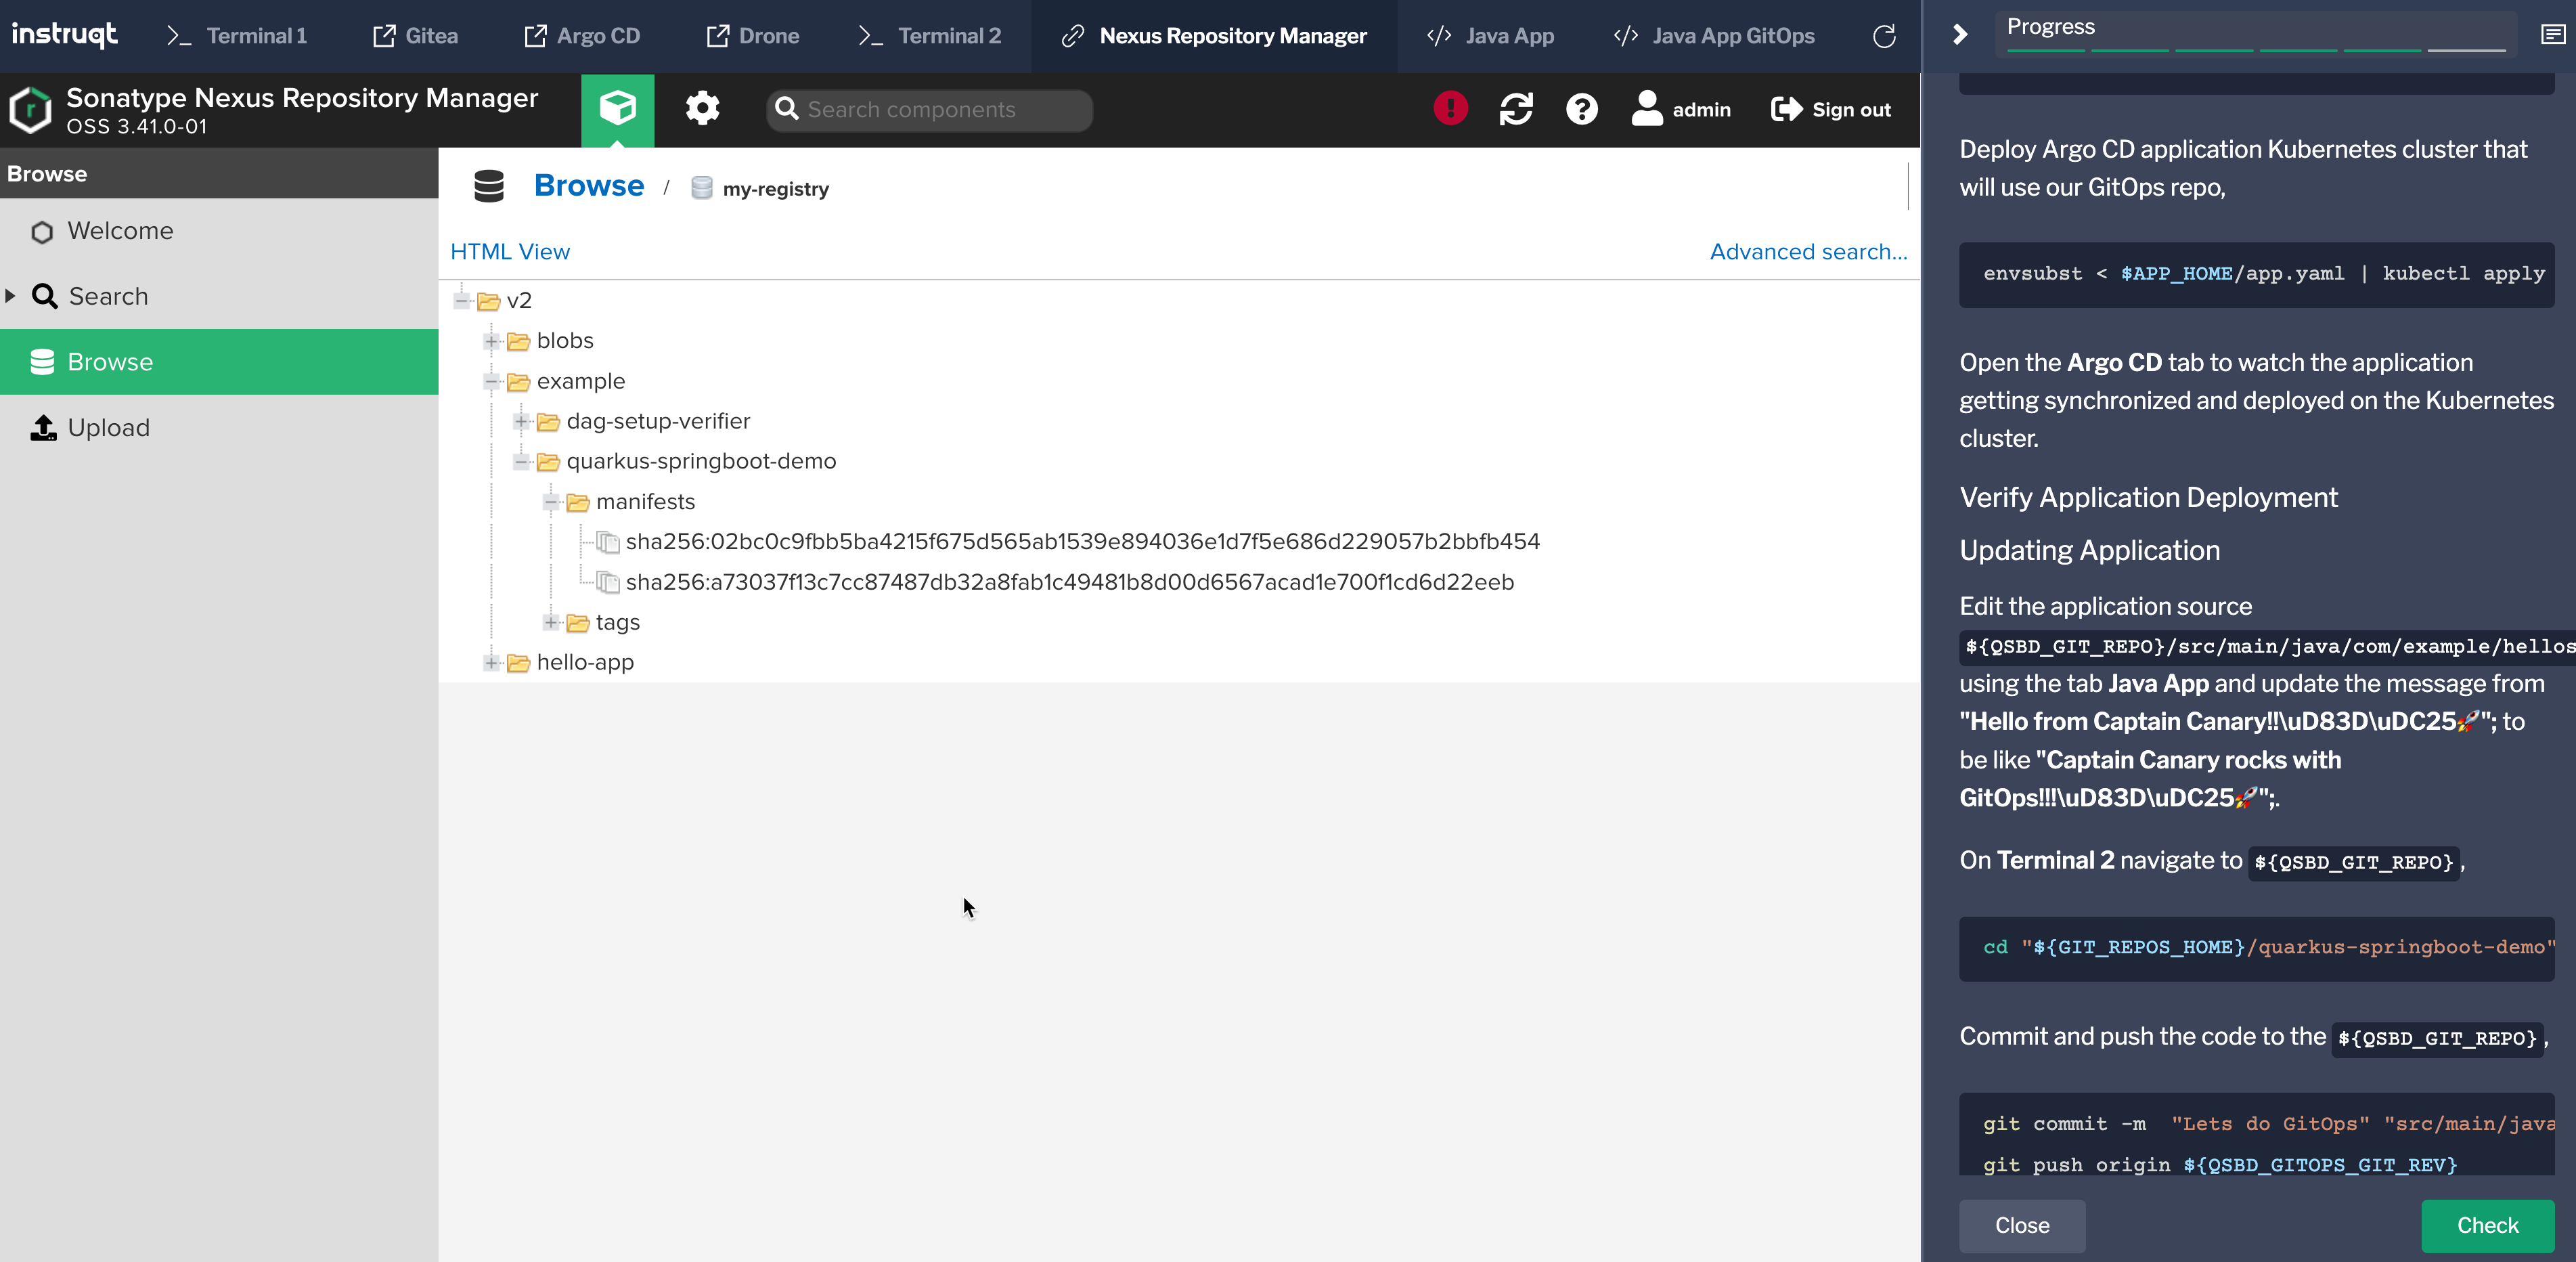 instruqt
Terminal 1
Gitea
Argo CD
Drone
Terminal 2
Nexus Repository Manager
Java App
Java App GitOps
Progress
Sonatype Nexus Repository Manager
OSS 3.41.0-01
Search components
admin
Sign out
Browse
Welcome
Search
Browse
Upload
Browse / my-registry
HTML View
Advanced search...
v2
blobs
example
dag-setup-verifier
quarkus-springboot-demo
manifests
sha256:02bc0c9fbb5ba4215f675d565ab1539e894036e1d7f5e686d229057b2bbfb454
sha256:a73037f13c7cc87487db32a8fab1c49481b8d00d6567acad1e700f1cd6d22eeb
tags
hello-app
Deploy Argo CD application Kubernetes cluster that
will use our GitOps repo,
envsubst < $APP_HOME/app.yaml | kubectl apply
Open the Argo CD tab to watch the application
getting synchronized and deployed on the Kubernetes
cluster.
Verify Application Deployment
Updating Application
Edit the application source
${QSBD_GIT_REPO}/src/main/java/com/example/hellos
using the tab Java App and update the message from
"Hello from Captain Canary!!\uD83D\uDC25🚀"; to
be like "Captain Canary rocks with
GitOps!!!\uD83D\uDC25🚀";.
On Terminal 2 navigate to ${QSBD_GIT_REPO},
cd "${GIT_REPOS_HOME}/quarkus-springboot-demo"
Commit and push the code to the ${QSBD_GIT_REPO},
git commit -m "Lets do GitOps" "src/main/java
git push origin ${QSBD_GITOPS_GIT_REV}
Close
Check